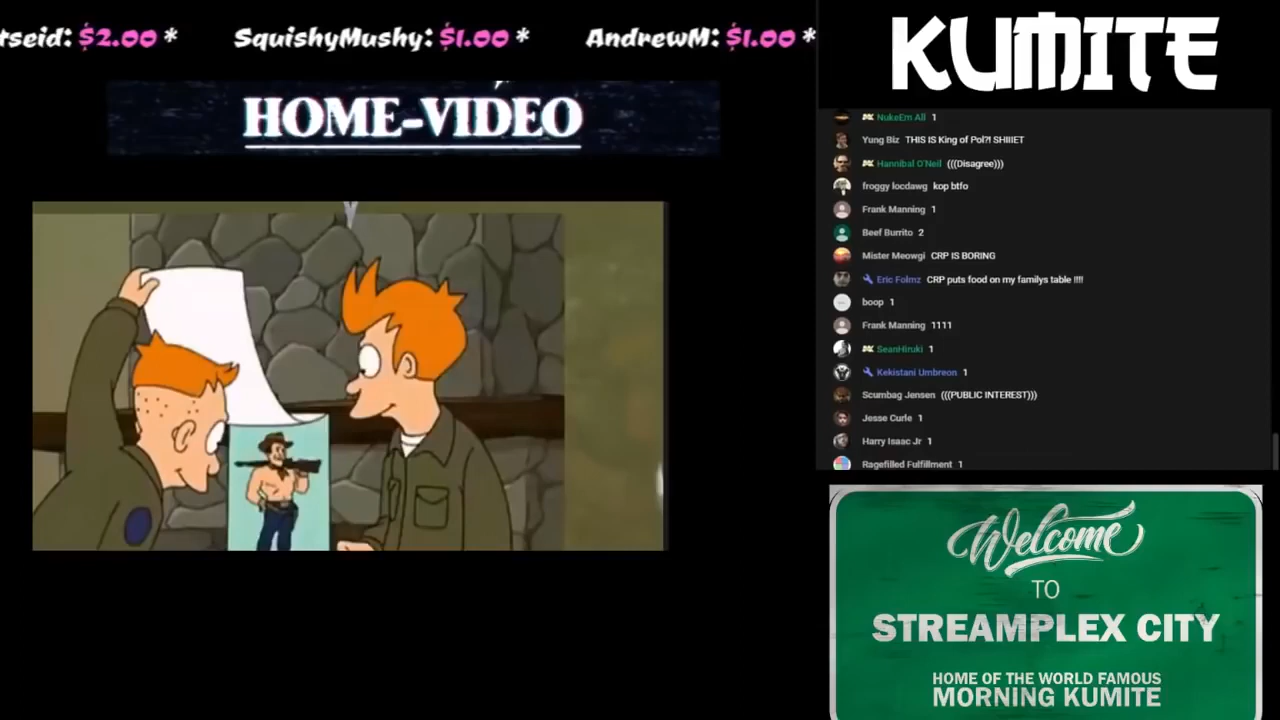 tseid: $2.00 * SquishyMushy: $1.00 * AndrewM: $1.00 *
HOME-VIDEO
KUMITE
NukeEm All 1
Yung Biz THIS IS King of Pol?! SHIIIET
Hannibal O'Neil (((Disagree)))
froggy locdawg kop btfo
Frank Manning 1
Beef Burrito 2
Mister Meowgi CRP IS BORING
Eric Folmz CRP puts food on my familys table !!!!
boop 1
Frank Manning 1111
SeanHiruki 1
Kekistani Umbreon 1
Scumbag Jensen (((PUBLIC INTEREST)))
Jesse Curle 1
Harry Isaac Jr 1
Ragefilled Fulfillment 1
Welcome
TO
STREAMPLEX CITY
HOME OF THE WORLD FAMOUS
MORNING KUMITE